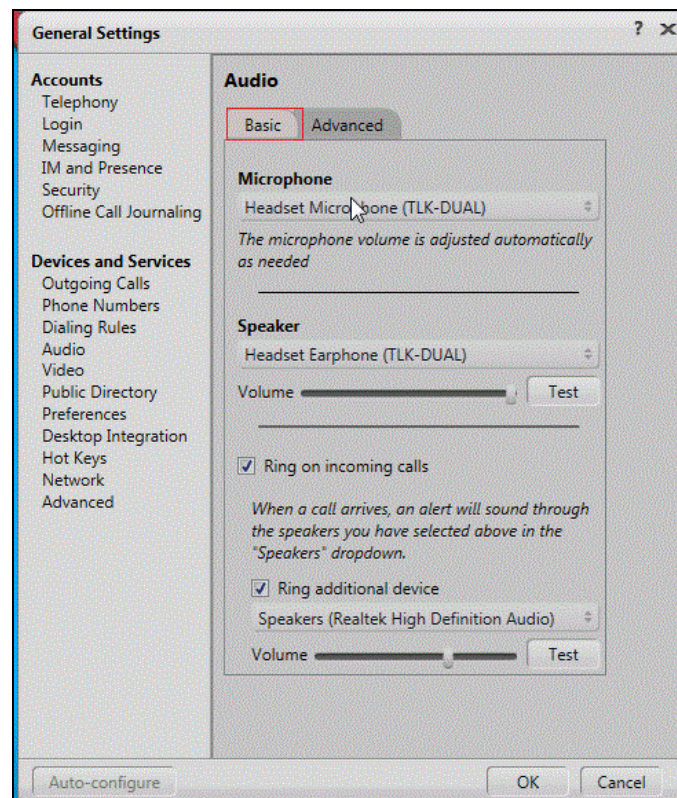 General Settings
?
Accounts
Telephony
Login
Messaging
IM and Presence
Security
Offline Call Journaling
Devices and Services
Outgoing Calls
Phone Numbers
Dialing Rules
Audio
Video
Public Directory
Preferences
Desktop Integration
Hot Keys
Network
Advanced
Audio
Basic Advanced
Microphone
Headset Microphone (TLK-DUAL)
The microphone volume is adjusted automatically
as needed
Speaker
Headset Earphone (TLK-DUAL)
Volume Test
Ring on incoming calls
When a call arrives, an alert will sound through
the speakers you have selected above in the
"Speakers" dropdown.
Ring additional device
Speakers (Realtek High Definition Audio)
Volume Test
Auto-configure OK Cancel